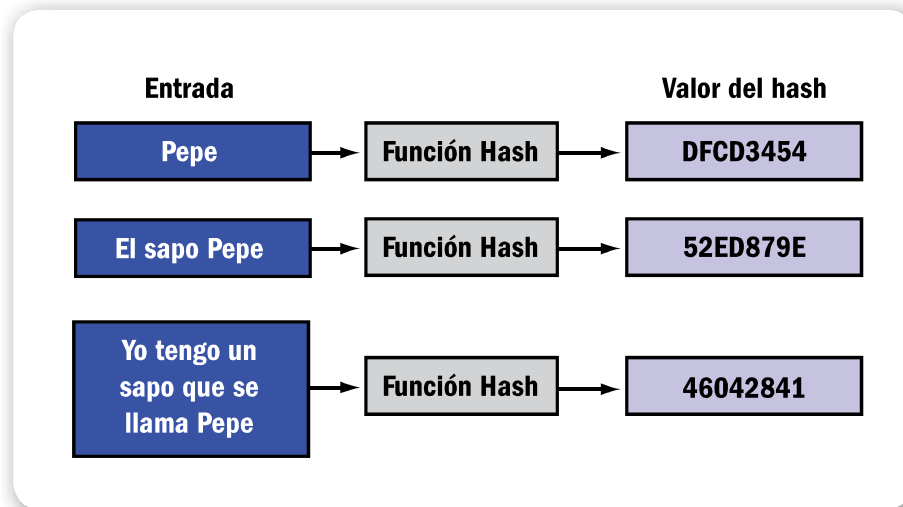 Entrada
Valor del hash
Pepe
Función Hash
DFCD3454
El sapo Pepe
Función Hash
52ED879E
Yo tengo un
sapo que se
llama Pepe
Función Hash
46042841